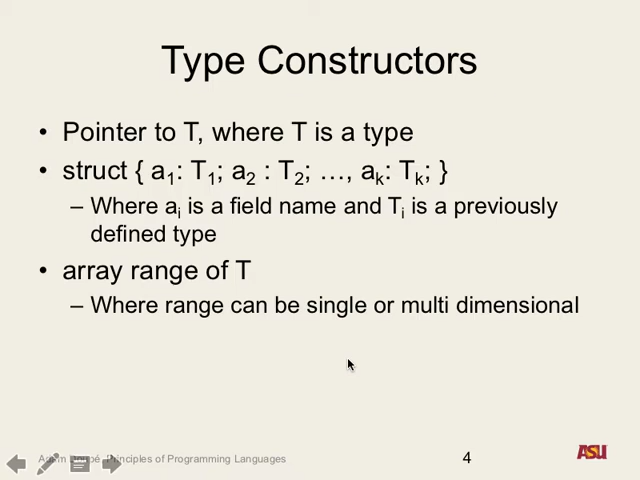 Type Constructors
• Pointer to T, where T is a type
• struct { a₁: T₁; a₂ : T₂; …, aₖ: Tₖ; }
– Where aᵢ is a field name and Tᵢ is a previously
defined type
• array range of T
– Where range can be single or multi dimensional
Principles of Programming Languages
4
ASU